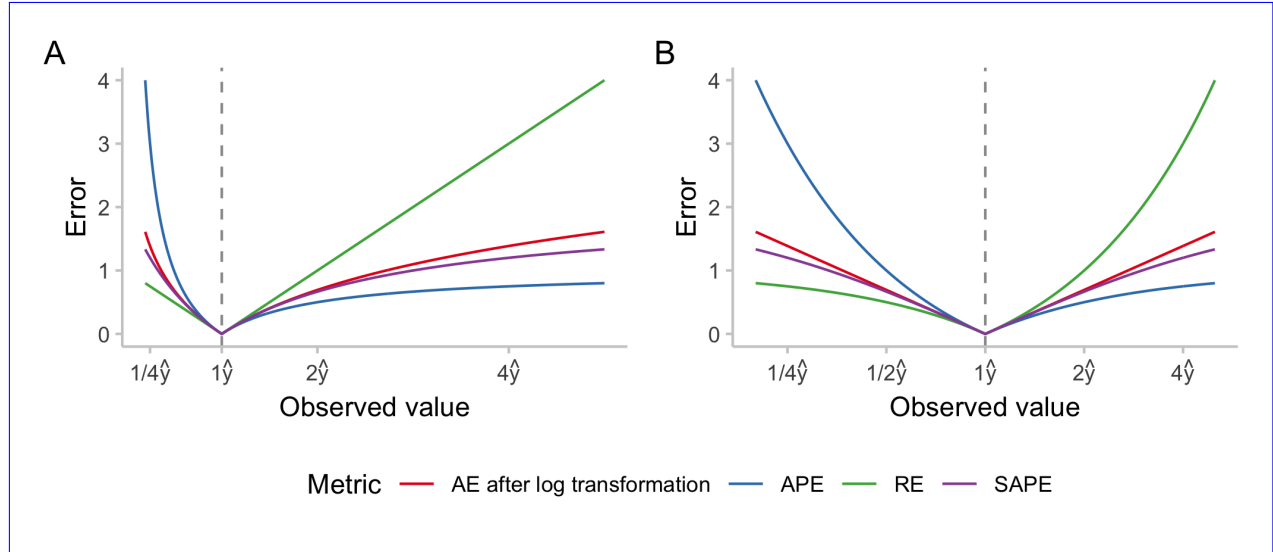 A
B
Error
4
3
2
1
0
1/4ŷ
1ŷ
2ŷ
4ŷ
Observed value
Error
4
3
2
1
0
1/4ŷ
1/2ŷ
1ŷ
2ŷ
4ŷ
Observed value
Metric AE after log transformation APE RE SAPE